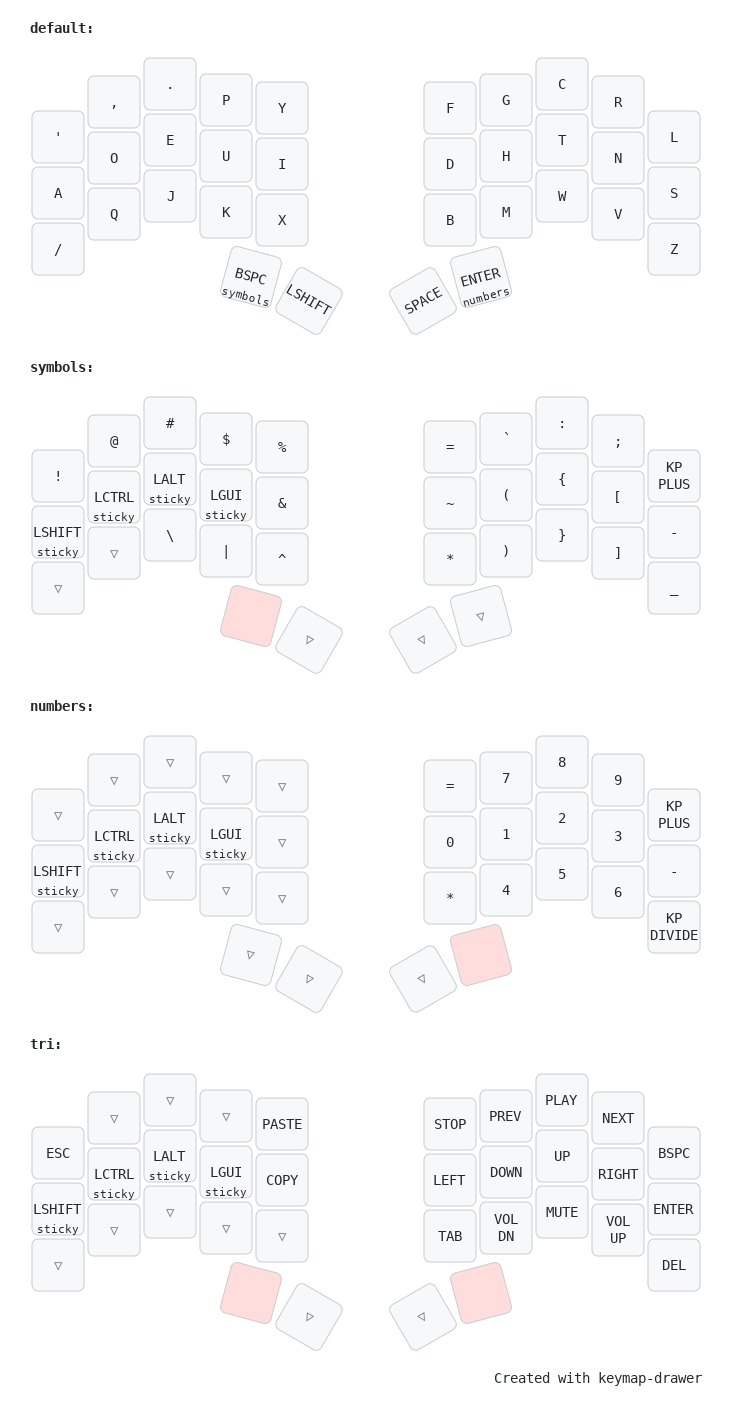 default:
' , . P Y F G C R L
A O E U I D H T N S
/ Q J K X B M W V Z
BSPC LSHIFT SPACE ENTER
symbols numbers
symbols:
! @ # $ % = ` : ; KP PLUS
LSHIFT LCTRL LALT LGUI & ~ ( { [ -
sticky sticky sticky sticky
▽ ▽ \ | ^ * ) } ] _
▷ ◁ ▽
numbers:
▽ ▽ ▽ ▽ ▽ = 7 8 9 KP PLUS
LSHIFT LCTRL LALT LGUI ▽ 0 1 2 3 -
sticky sticky sticky sticky
▽ ▽ ▽ ▽ ▽ * 4 5 6 KP DIVIDE
▽ ▷ ◁
tri:
ESC ▽ ▽ ▽ PASTE STOP PREV PLAY NEXT BSPC
LSHIFT LCTRL LALT LGUI COPY LEFT DOWN UP RIGHT ENTER
sticky sticky sticky sticky
▽ ▽ ▽ ▽ ▽ TAB VOL DN MUTE VOL UP DEL
▷ ◁
Created with keymap-drawer